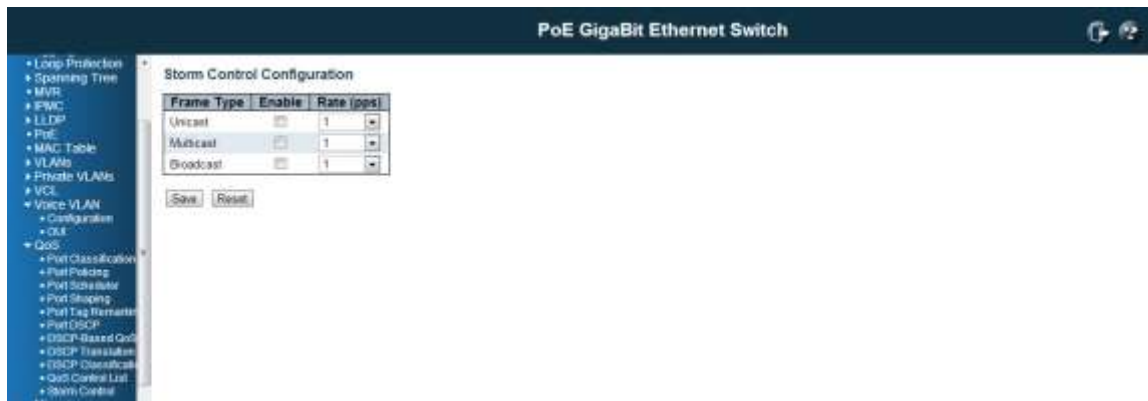 PoE GigaBit Ethernet Switch
Loop Protection
Spanning Tree
MVR
IPMC
LLDP
PoE
MAC Table
VLANs
Private VLANs
VCL
Voice VLAN
Configuration
OUI
QoS
Port Classification
Port Policing
Port Scheduler
Port Shaping
Port Tag Remarkin
Port DSCP
DSCP-Based QoS
DSCP Translation
DSCP Classificati
QoS Control List
Storm Control
Storm Control Configuration
Frame Type Enable Rate (pps)
Unicast 1
Multicast 1
Broadcast 1
Save Reset